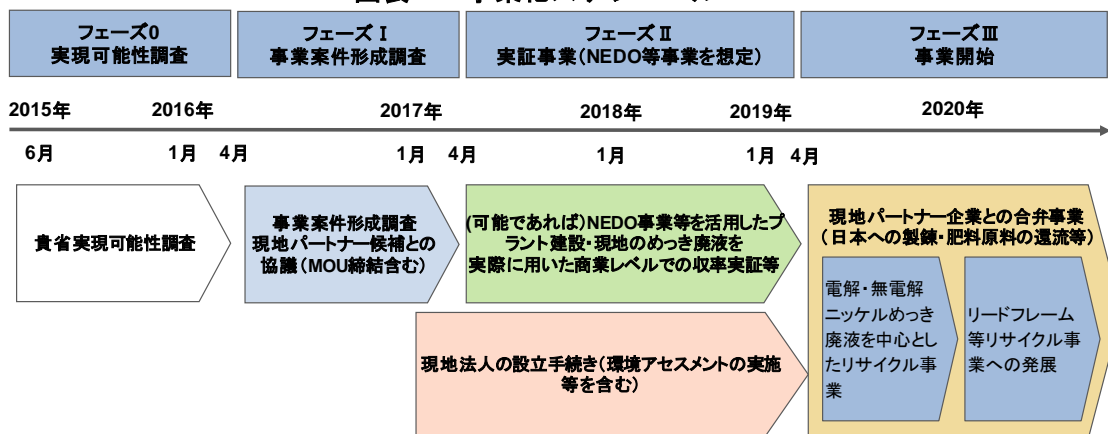 フェーズ0
実現可能性調査
フェーズⅠ
事業案件形成調査
フェーズⅡ
実証事業(NEDO等事業を想定)
フェーズⅢ
事業開始
2015年
2016年
2017年
2018年
2019年
2020年
6月
1月
4月
1月
4月
1月
1月
4月
貴省実現可能性調査
事業案件形成調査
現地パートナー候補との
協議(MOU締結含む)
(可能であれば)NEDO事業等を活用したプ
ラント建設・現地のめっき廃液を
実際に用いた商業レベルでの収率実証等
現地法人の設立手続き(環境アセスメントの実施
等を含む)
現地パートナー企業との合弁事業
(日本への製錬・肥料原料の還流等)
電解・無電解
ニッケルめっき
廃液を中心とし
たリサイクル事
業
リードフレーム
等リサイクル事
業への発展